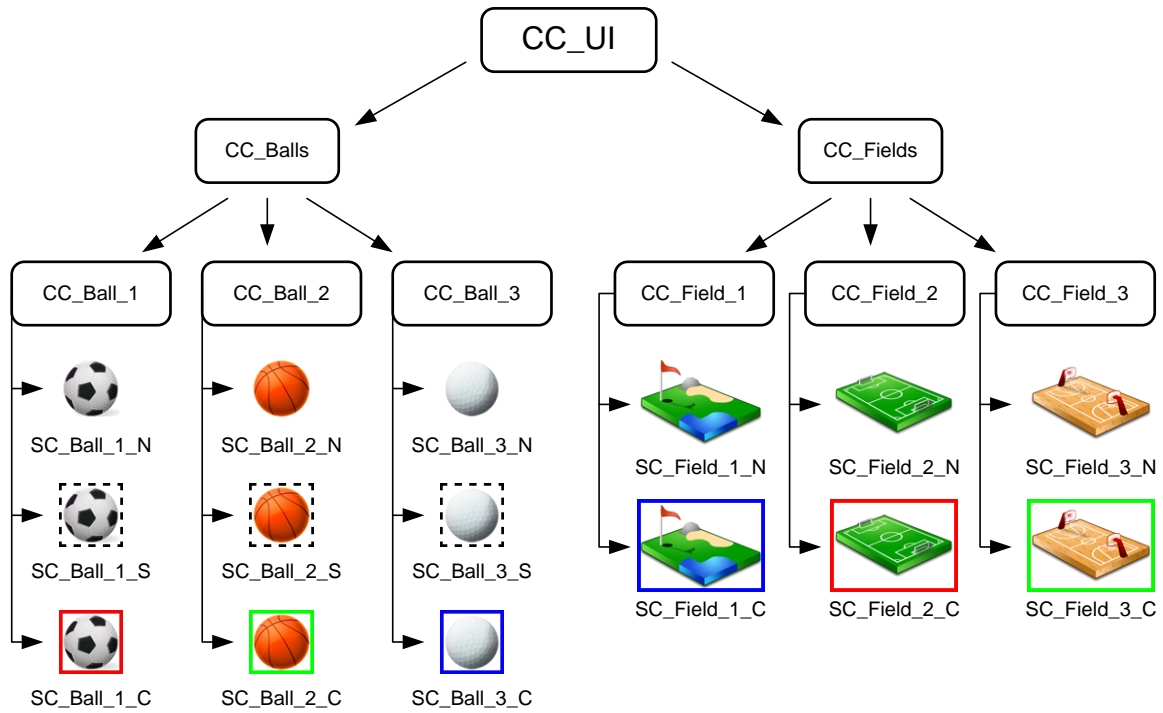 CC_UI
CC_Balls
CC_Fields
CC_Ball_1
CC_Ball_2
CC_Ball_3
CC_Field_1
CC_Field_2
CC_Field_3
SC_Ball_1_N
SC_Ball_2_N
SC_Ball_3_N
SC_Field_1_N
SC_Field_2_N
SC_Field_3_N
SC_Ball_1_S
SC_Ball_2_S
SC_Ball_3_S
SC_Field_1_C
SC_Field_2_C
SC_Field_3_C
SC_Ball_1_C
SC_Ball_2_C
SC_Ball_3_C